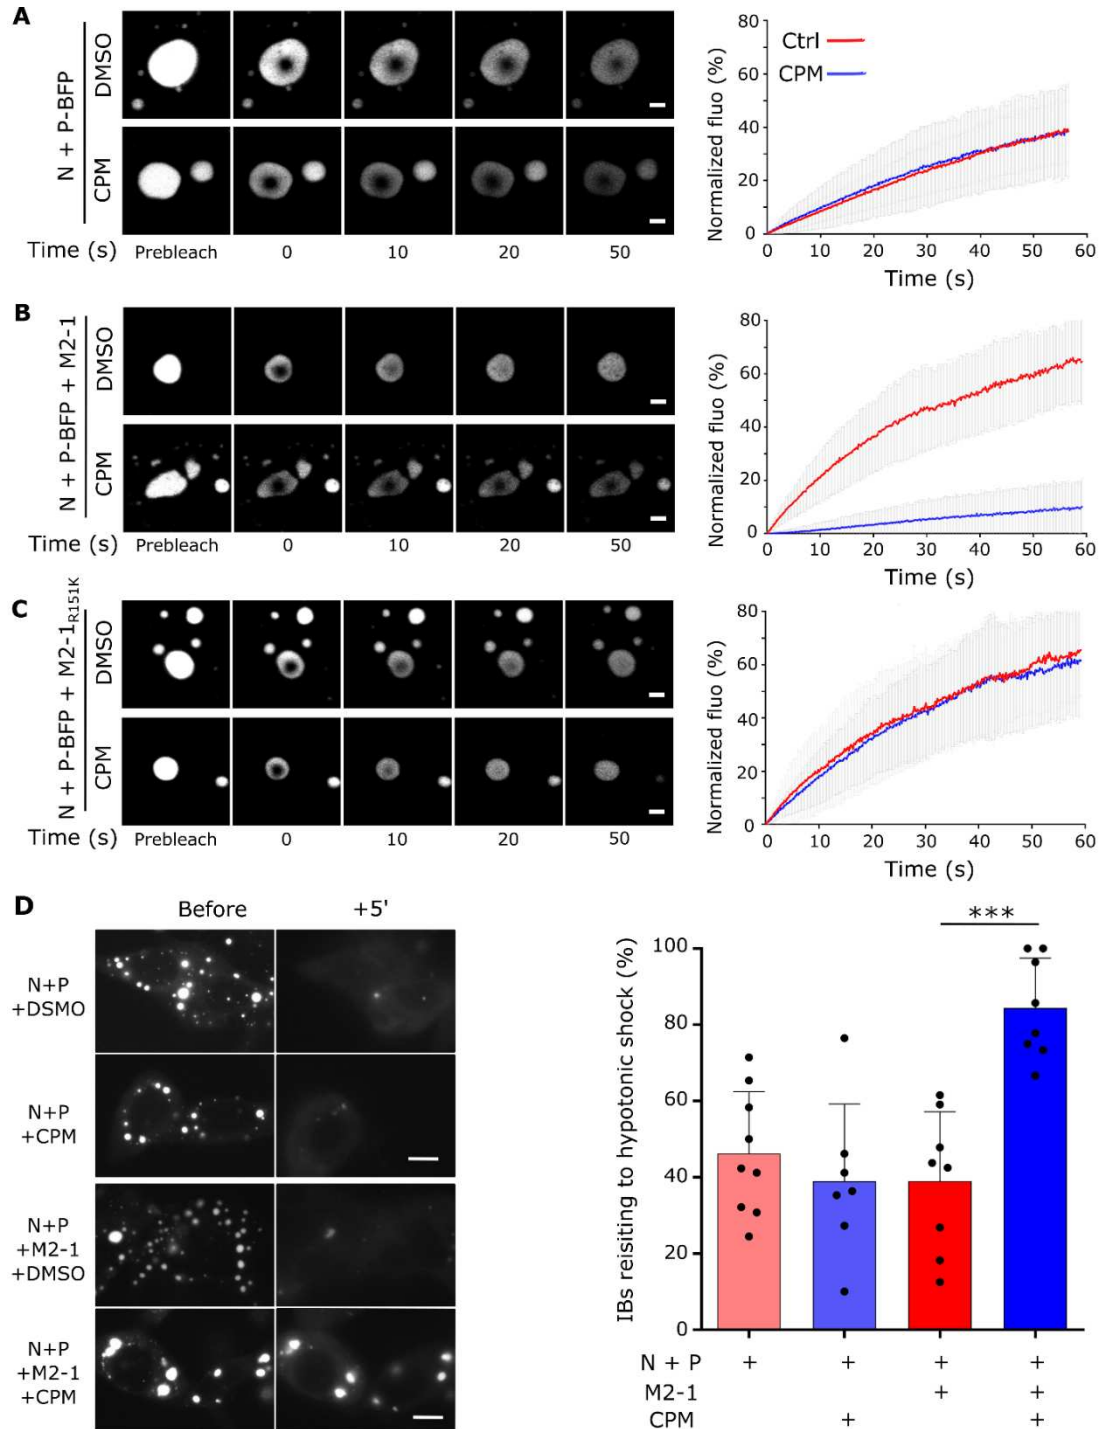 A
N + P-BFP
DMSO
CPM
Time (s) Prebleach 0 10 20 50
Normalized fluo (%)
80
60
40
20
0
Ctrl
CPM
0 10 20 30 40 50 60
Time (s)
B
N + P-BFP + M2-1
DMSO
CPM
Time (s) Prebleach 0 10 20 50
Normalized fluo (%)
80
60
40
20
0
0 10 20 30 40 50 60
Time (s)
C
N + P-BFP + M2-1R151K
DMSO
CPM
Time (s) Prebleach 0 10 20 50
Normalized fluo (%)
80
60
40
20
0
0 10 20 30 40 50 60
Time (s)
D
Before +5'
N+P
+DSMO
N+P
+CPM
N+P
+M2-1
+DMSO
N+P
+M2-1
+CPM
IBs reisiting to hypotonic shock (%)
100
80
60
40
20
0
***
N + P + + + +
M2-1 + +
CPM + +